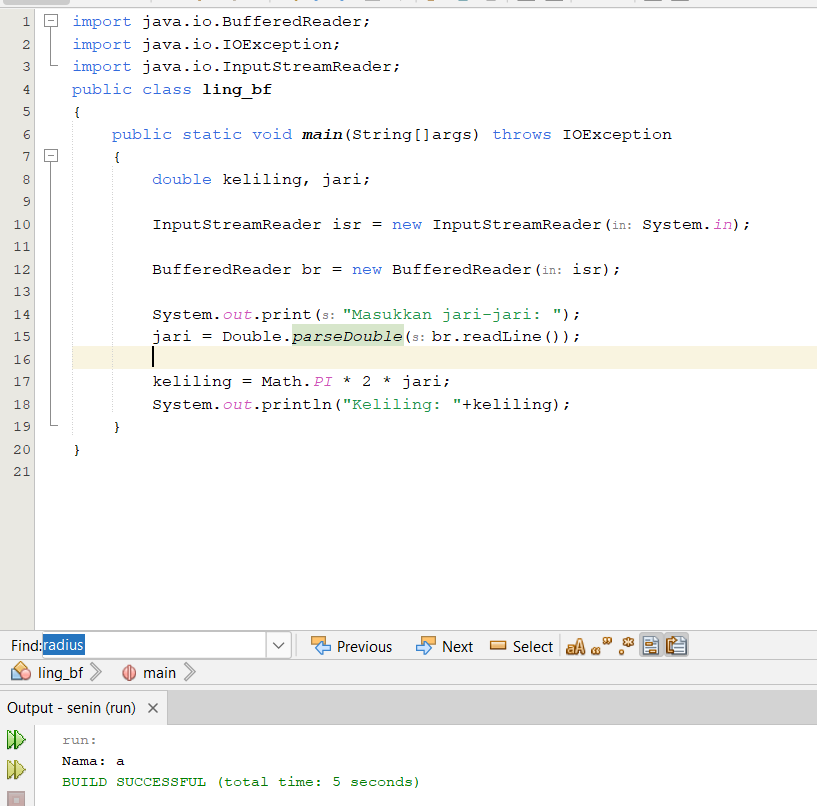 1 import java.io.BufferedReader;
2 import java.io.IOException;
3 import java.io.InputStreamReader;
4 public class ling_bf
5 {
6 public static void main(String[]args) throws IOException
7 {
8 double keliling, jari;
9
10 InputStreamReader isr = new InputStreamReader(in: System.in);
11
12 BufferedReader br = new BufferedReader(in: isr);
13
14 System.out.print(s: "Masukkan jari-jari: ");
15 jari = Double.parseDouble(s: br.readLine());
16
17 keliling = Math.PI * 2 * jari;
18 System.out.println("Keliling: "+keliling);
19 }
20 }
21
Find: radius Previous Next Select aA “” .*
ling_bf main
Output - senin (run) ×
run:
Nama: a
BUILD SUCCESSFUL (total time: 5 seconds)